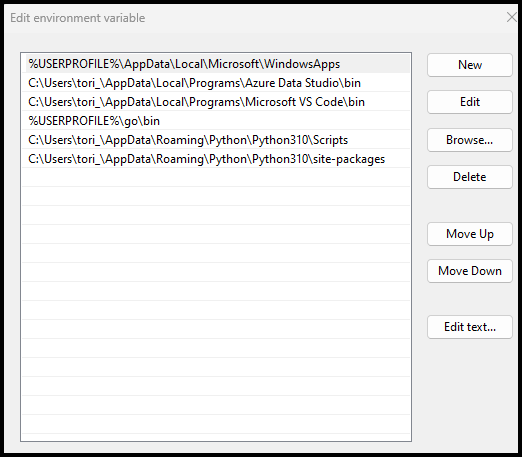 Edit environment variable
%USERPROFILE%\AppData\Local\Microsoft\WindowsApps
C:\Users\tori_\AppData\Local\Programs\Azure Data Studio\bin
C:\Users\tori_\AppData\Local\Programs\Microsoft VS Code\bin
%USERPROFILE%\go\bin
C:\Users\tori_\AppData\Roaming\Python\Python310\Scripts
C:\Users\tori_\AppData\Roaming\Python\Python310\site-packages
New
Edit
Browse...
Delete
Move Up
Move Down
Edit text...